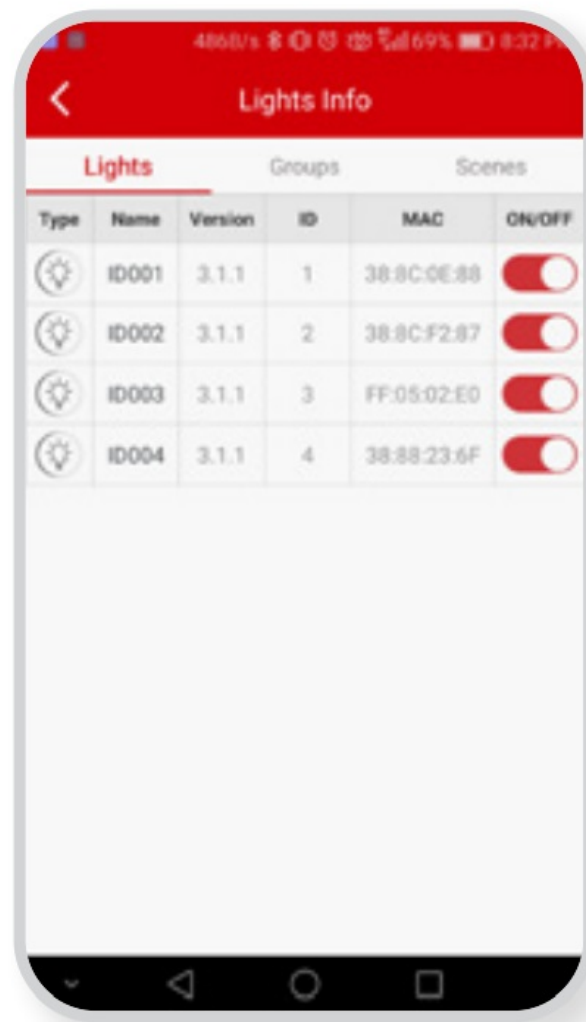 486B/s 69% 8:32 P
Lights Info
Lights Groups Scenes
Type Name Version ID MAC ON/OFF
ID001 3.1.1 1 38:8C:0E:88
ID002 3.1.1 2 38:8C:F2:87
ID003 3.1.1 3 FF:05:02:E0
ID004 3.1.1 4 38:88:23:6F